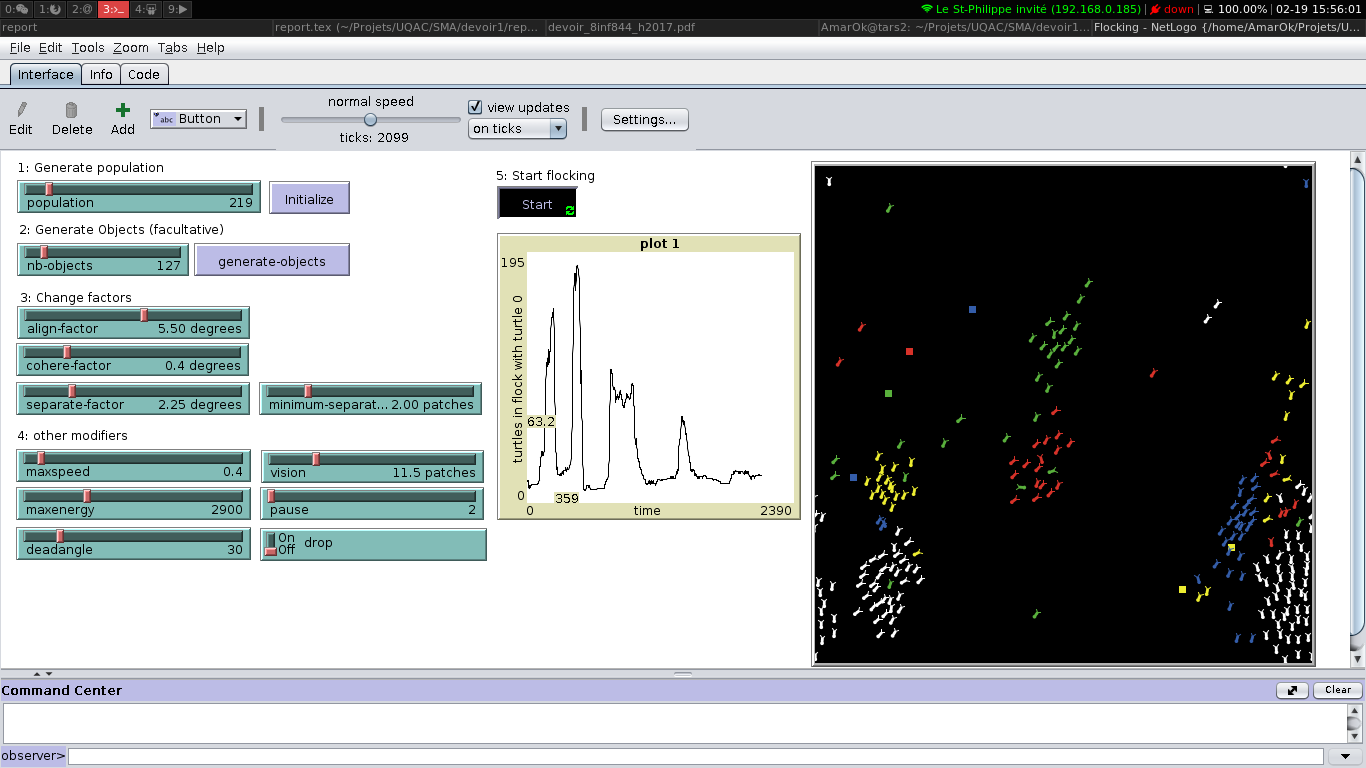 0: 1: 2:@ 3: 4: 9: Le St-Philippe invité (192.168.0.185) | down | 100.00% | 02-19 15:56:01
report report.tex (~/Projets/UQAC/SMA/devoir1/rep... devoir_8inf844_h2017.pdf AmarOk@tars2: ~/Projets/UQAC/SMA/devoir1... Flocking - NetLogo {/home/AmarOk/Projets/U...
File Edit Tools Zoom Tabs Help
Interface Info Code
Edit Delete Add abc Button
normal speed
ticks: 2099
view updates
on ticks
Settings...
1: Generate population
population 219
Initialize
2: Generate Objects (facultative)
nb-objects 127
generate-objects
3: Change factors
align-factor 5.50 degrees
cohere-factor 0.4 degrees
separate-factor 2.25 degrees
minimum-separat... 2.00 patches
4: other modifiers
maxspeed 0.4
vision 11.5 patches
maxenergy 2900
pause 2
deadangle 30
On
Off
drop
5: Start flocking
Start
plot 1
195
turtles in flock with turtle 0
63.2
359
0
0 time 2390
Command Center
Clear
observer>